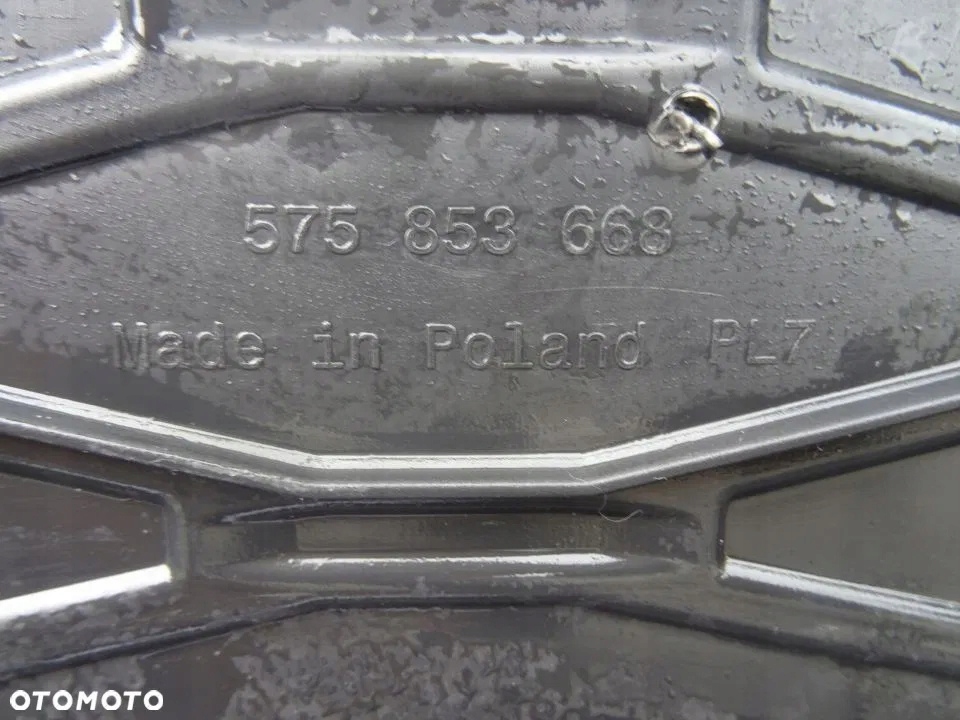 575 853 668
Made in Poland PL7
OTOMOTO